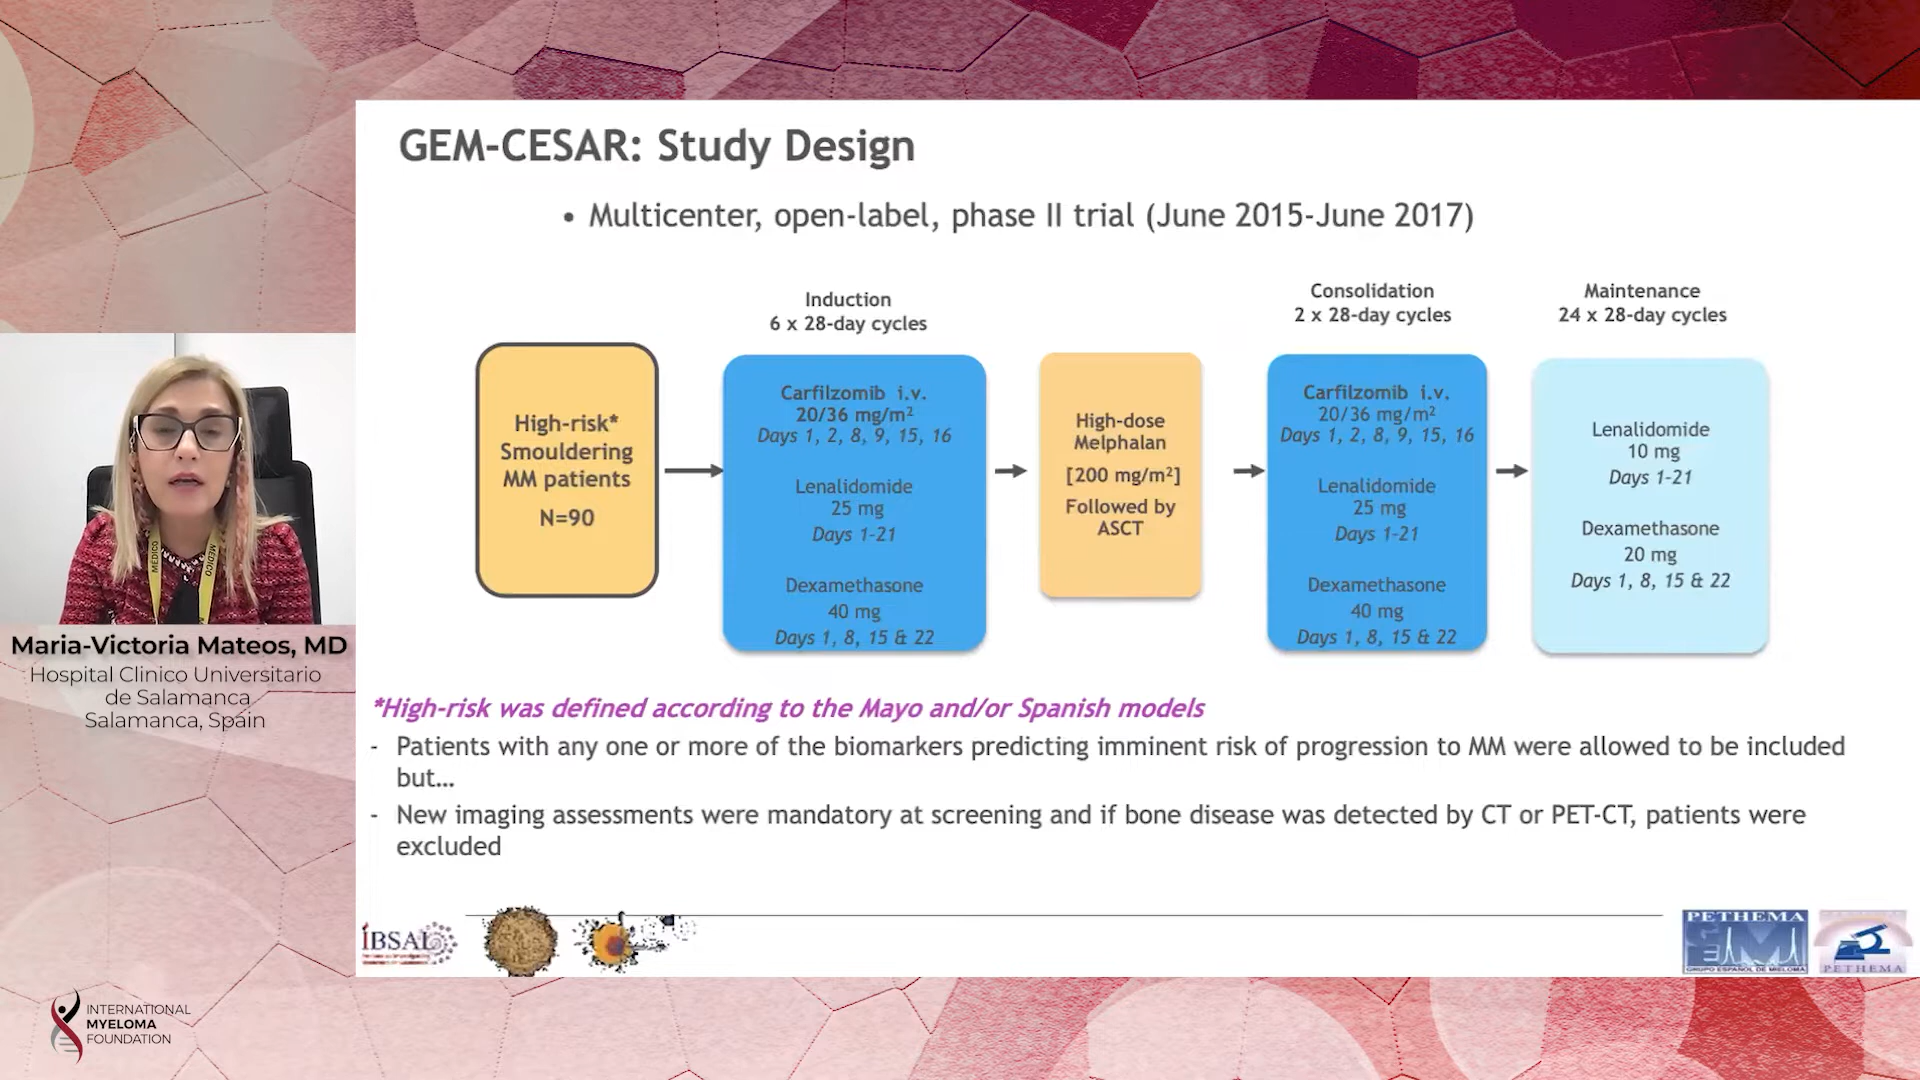 GEM-CESAR: Study Design
• Multicenter, open-label, phase II trial (June 2015-June 2017)
Induction
6 x 28-day cycles
Consolidation
2 x 28-day cycles
Maintenance
24 x 28-day cycles
High-risk*
Smouldering
MM patients
N=90
Carfilzomib i.v.
20/36 mg/m²
Days 1, 2, 8, 9, 15, 16
Lenalidomide
25 mg
Days 1-21
Dexamethasone
40 mg
Days 1, 8, 15 & 22
High-dose
Melphalan
[200 mg/m²]
Followed by
ASCT
Carfilzomib i.v.
20/36 mg/m²
Days 1, 2, 8, 9, 15, 16
Lenalidomide
25 mg
Days 1-21
Dexamethasone
40 mg
Days 1, 8, 15 & 22
Lenalidomide
10 mg
Days 1-21
Dexamethasone
20 mg
Days 1, 8, 15 & 22
MEDICO
MEDICO
Maria-Victoria Mateos, MD
Hospital Clinico Universitario
de Salamanca
Salamanca, Spain
*High-risk was defined according to the Mayo and/or Spanish models
- Patients with any one or more of the biomarkers predicting imminent risk of progression to MM were allowed to be included
but...
- New imaging assessments were mandatory at screening and if bone disease was detected by CT or PET-CT, patients were
excluded
IBSAL
PETHEMA
GEM
GRUPO ESPAÑOL DE MIELOMA
PETHEMA
INTERNATIONAL
MYELOMA
FOUNDATION